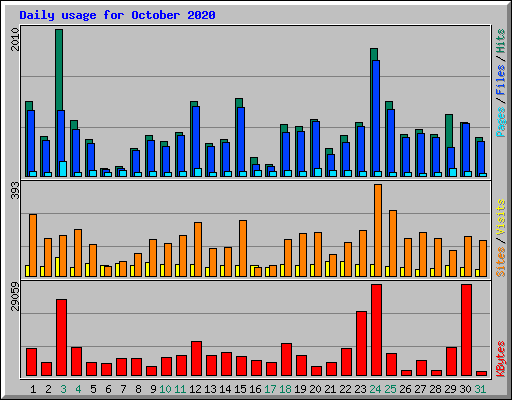 Daily usage for October 2020
2010
Pages / Files / Hits
393
Sites / Visits
29059
KBytes
1 2 3 4 5 6 7 8 9 10 11 12 13 14 15 16 17 18 19 20 21 22 23 24 25 26 27 28 29 30 31